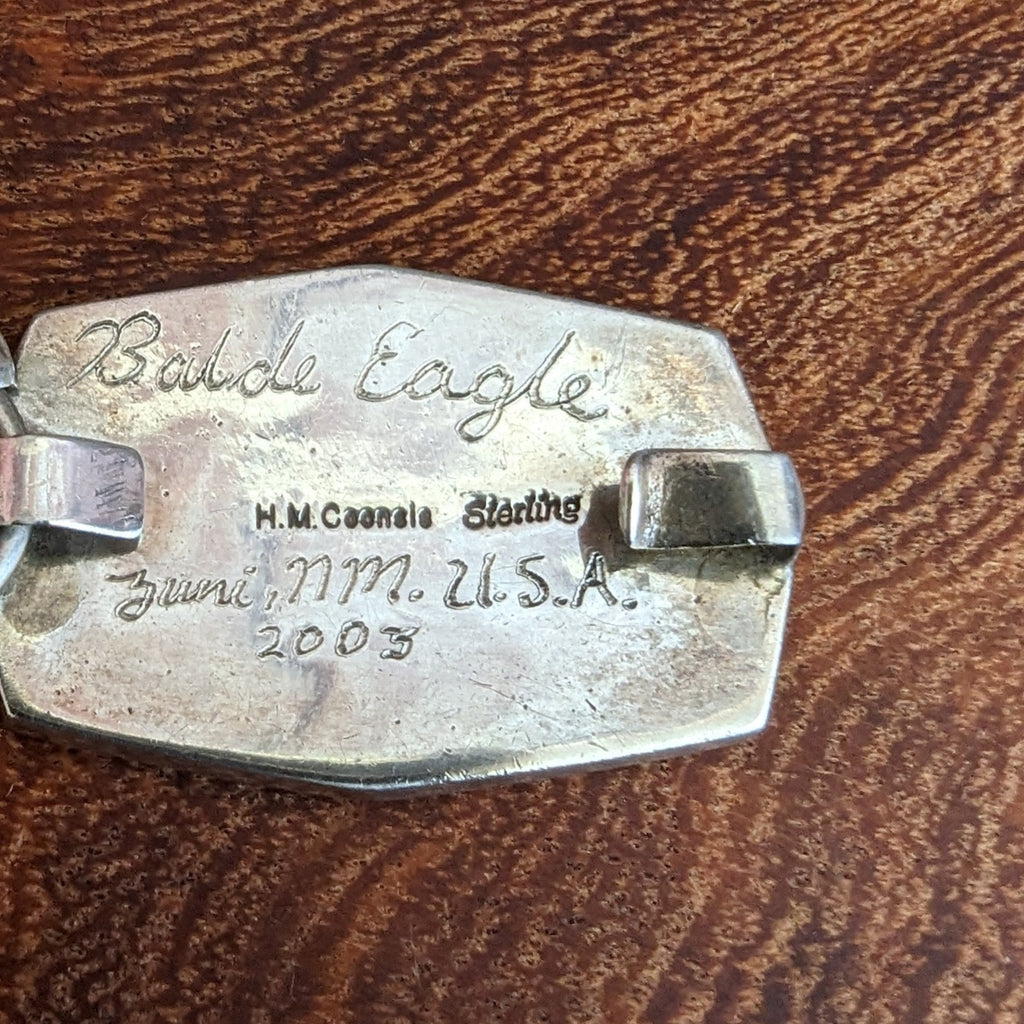 Balde Eagle
H.M. Coonsis Sterling
Zuni, NM. U.S.A.
2003